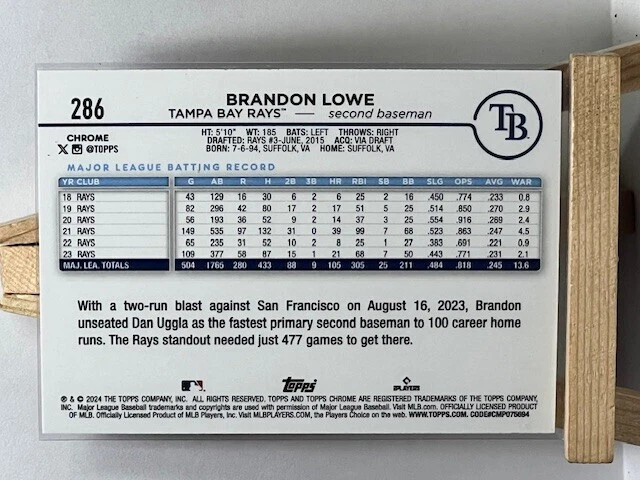 286
BRANDON LOWE
TAMPA BAY RAYS™ — second baseman
TB
CHROME
X @TOPPS
HT: 5'10" WT: 185 BATS: LEFT THROWS: RIGHT
DRAFTED: RAYS #3-JUNE, 2015 ACQ: VIA DRAFT
BORN: 7-6-94, SUFFOLK, VA HOME: SUFFOLK, VA
MAJOR LEAGUE BATTING RECORD
YR CLUB G AB R H 2B 3B HR RBI SB BB SLG OPS AVG WAR
18 RAYS 43 129 16 30 6 2 6 25 2 16 .450 .774 .233 0.8
19 RAYS 82 296 42 80 17 2 17 51 5 25 .514 .850 .270 2.9
20 RAYS 56 193 36 52 9 2 14 37 3 25 .554 .916 .269 2.4
21 RAYS 149 535 97 132 31 0 39 99 7 68 .523 .863 .247 4.5
22 RAYS 65 235 31 52 10 2 8 25 1 27 .383 .691 .221 0.9
23 RAYS 109 377 58 87 15 1 21 68 7 50 .443 .771 .231 2.1
MAJ. LEA. TOTALS 504 1765 280 433 88 9 105 305 25 211 .484 .818 .245 13.6
With a two-run blast against San Francisco on August 16, 2023, Brandon
unseated Dan Uggla as the fastest primary second baseman to 100 career home
runs. The Rays standout needed just 477 games to get there.
Topps
PLAYERS
® & © 2024 THE TOPPS COMPANY, INC. ALL RIGHTS RESERVED. TOPPS AND TOPPS CHROME ARE REGISTERED TRADEMARKS OF THE TOPPS COMPANY,
INC. Major League Baseball trademarks and copyrights are used with permission of Major League Baseball. Visit MLB.com. OFFICIALLY LICENSED PRODUCT
OF MLB. Officially Licensed Product of MLB Players, Inc. Visit MLBPLAYERS.COM, the Players Choice on the web. WWW.TOPPS.COM. CODE#CMP075694